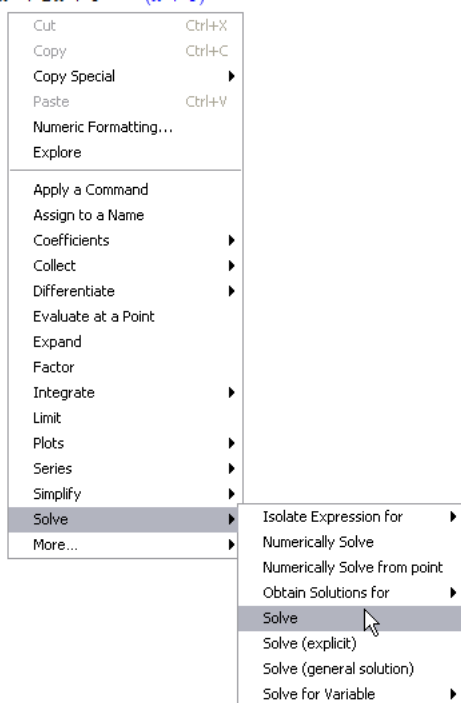 Cut Ctrl+X
Copy Ctrl+C
Copy Special
Paste Ctrl+V
Numeric Formatting...
Explore
Apply a Command
Assign to a Name
Coefficients
Collect
Differentiate
Evaluate at a Point
Expand
Factor
Integrate
Limit
Plots
Series
Simplify
Solve
More...
Isolate Expression for
Numerically Solve
Numerically Solve from point
Obtain Solutions for
Solve
Solve (explicit)
Solve (general solution)
Solve for Variable